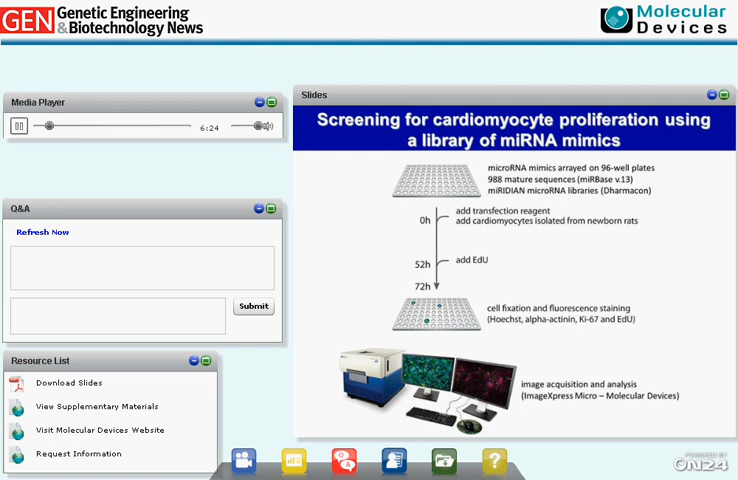 GEN Genetic Engineering
& Biotechnology News
Molecular
Devices
Media Player
6:24
Q&A
Refresh Now
Submit
Resource List
Download Slides
View Supplementary Materials
Visit Molecular Devices Website
Request Information
Slides
Screening for cardiomyocyte proliferation using
a library of miRNA mimics
microRNA mimics arrayed on 96-well plates
988 mature sequences (miRBase v.13)
miRIDIAN microRNA libraries (Dharmacon)
0h
add transfection reagent
add cardiomyocytes isolated from newborn rats
52h
add EdU
72h
cell fixation and fluorescence staining
(Hoechst, alpha-actinin, Ki-67 and EdU)
image acquisition and analysis
(ImageXpress Micro – Molecular Devices)
Q
A
?
POWERED BY
ON24